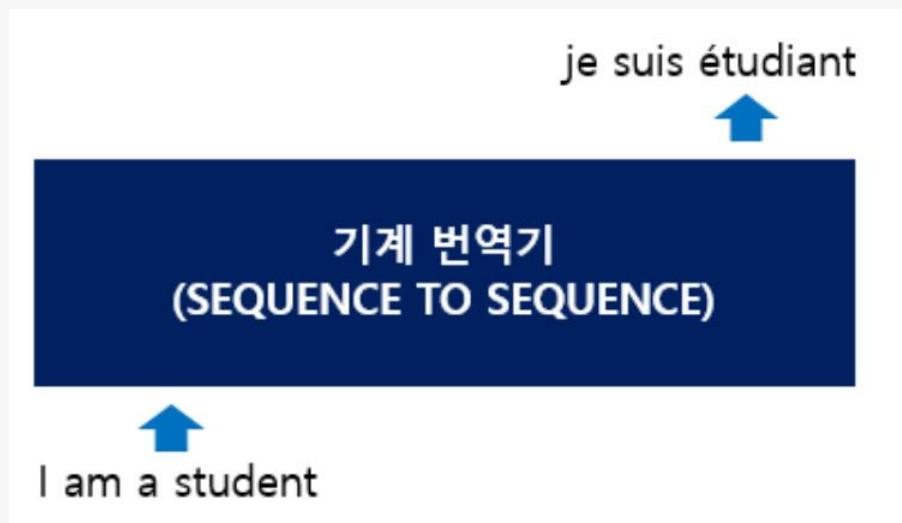 je suis étudiant
기계 번역기
(SEQUENCE TO SEQUENCE)
I am a student